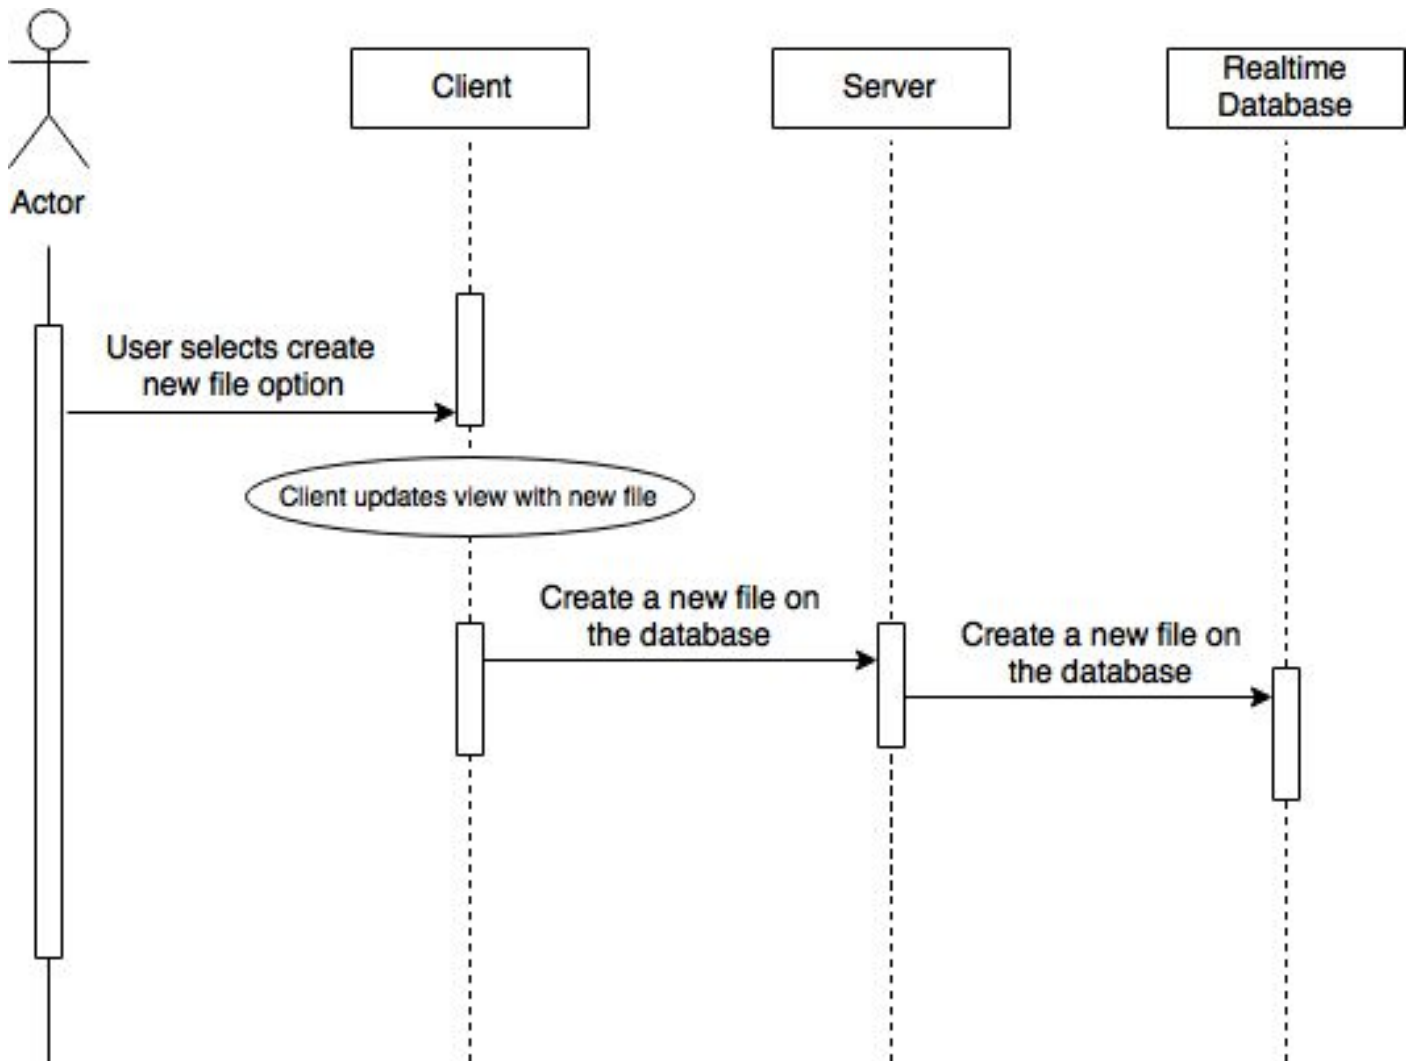 Client
Server
Realtime
Database
Actor
User selects create
new file option
Client updates view with new file
Create a new file on
the database
Create a new file on
the database